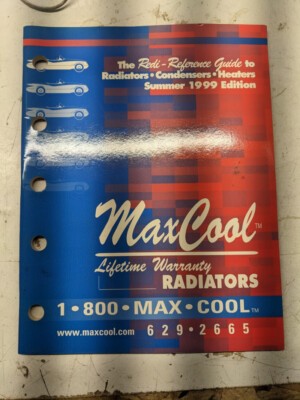 The Redi-Reference Guide to
Radiators • Condensers • Heaters
Summer 1999 Edition
MaxCool™
Lifetime Warranty
RADIATORS
1•800•MAX•COOL™
www.maxcool.com 629•2665